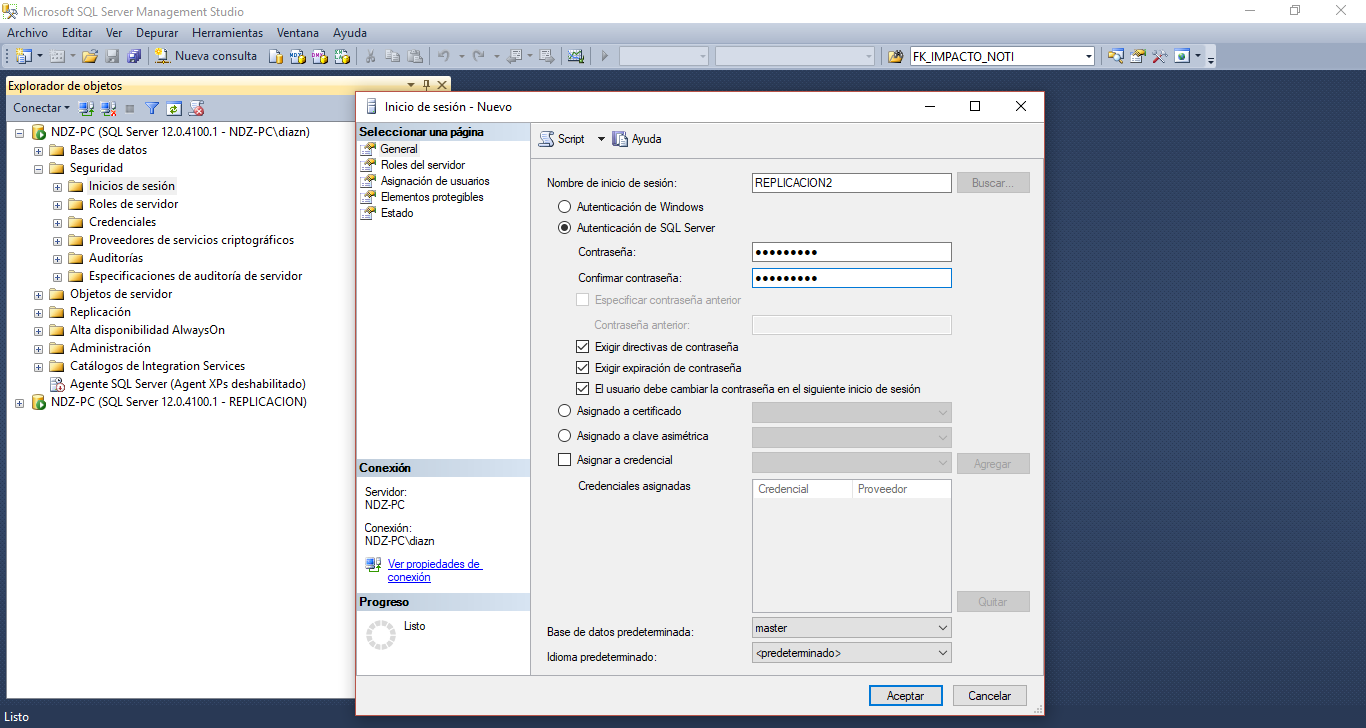 Microsoft SQL Server Management Studio
Archivo Editar Ver Depurar Herramientas Ventana Ayuda
Nueva consulta
FK_IMPACTO_NOTI
Explorador de objetos
Conectar
NDZ-PC (SQL Server 12.0.4100.1 - NDZ-PC\diazn)
Bases de datos
Seguridad
Inicios de sesión
Roles de servidor
Credenciales
Proveedores de servicios criptográficos
Auditorías
Especificaciones de auditoría de servidor
Objetos de servidor
Replicación
Alta disponibilidad AlwaysOn
Administración
Catálogos de Integration Services
Agente SQL Server (Agent XPs deshabilitado)
NDZ-PC (SQL Server 12.0.4100.1 - REPLICACION)
Inicio de sesión - Nuevo
Seleccionar una página
General
Roles del servidor
Asignación de usuarios
Elementos protegibles
Estado
Conexión
Servidor:
NDZ-PC
Conexión:
NDZ-PC\diazn
Ver propiedades de
conexión
Progreso
Listo
Script Ayuda
Nombre de inicio de sesión: REPLICACION2 Buscar...
Autenticación de Windows
Autenticación de SQL Server
Contraseña: ●●●●●●●●●
Confirmar contraseña: ●●●●●●●●●
Especificar contraseña anterior
Contraseña anterior:
Exigir directivas de contraseña
Exigir expiración de contraseña
El usuario debe cambiar la contraseña en el siguiente inicio de sesión
Asignado a certificado
Asignado a clave asimétrica
Asignar a credencial Agregar
Credenciales asignadas Credencial Proveedor
Quitar
Base de datos predeterminada: master
Idioma predeterminado: <predeterminado>
Aceptar Cancelar
Listo